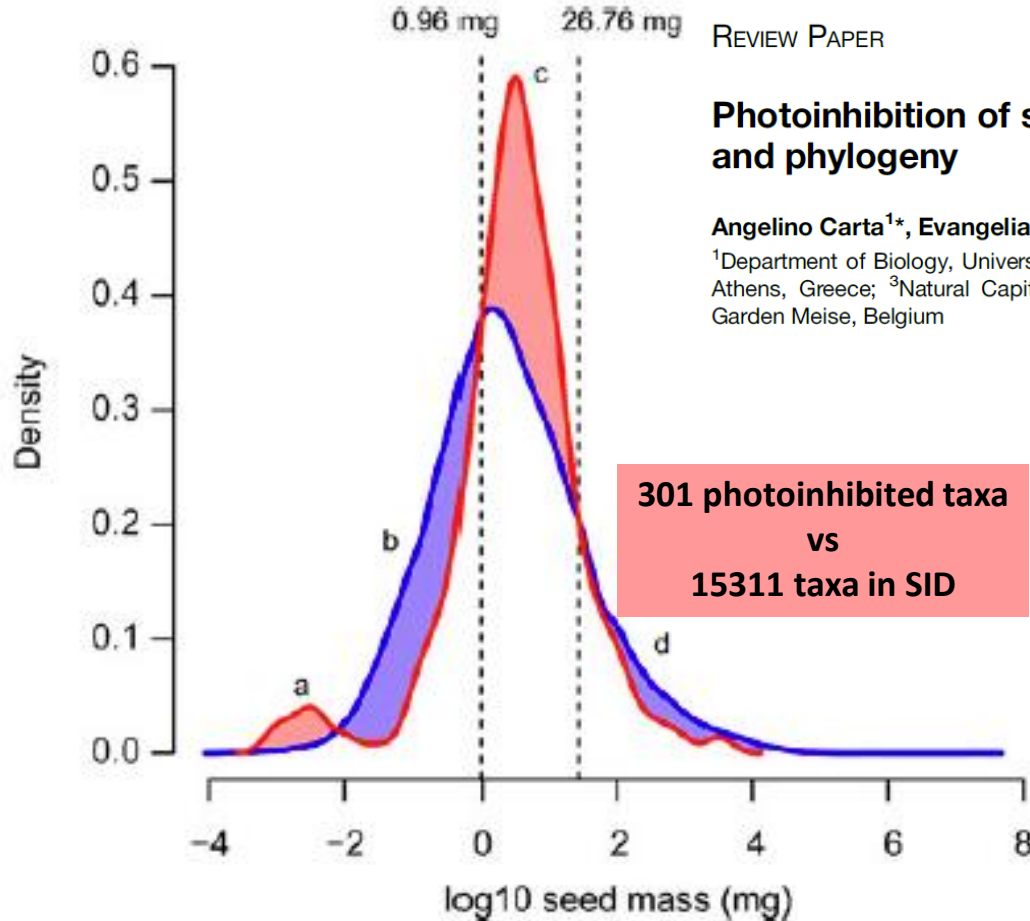 0.96 mg
26.76 mg
REVIEW PAPER
Photoinhibition of s
and phylogeny
Angelino Carta1*, Evangelia
1Department of Biology, Univers
Athens, Greece; 3Natural Capit
Garden Meise, Belgium
0.6
0.5
0.4
0.3
0.2
0.1
0.0
Density
a
b
c
d
301 photoinhibited taxa
vs
15311 taxa in SID
−4
−2
0
2
4
6
8
log10 seed mass (mg)